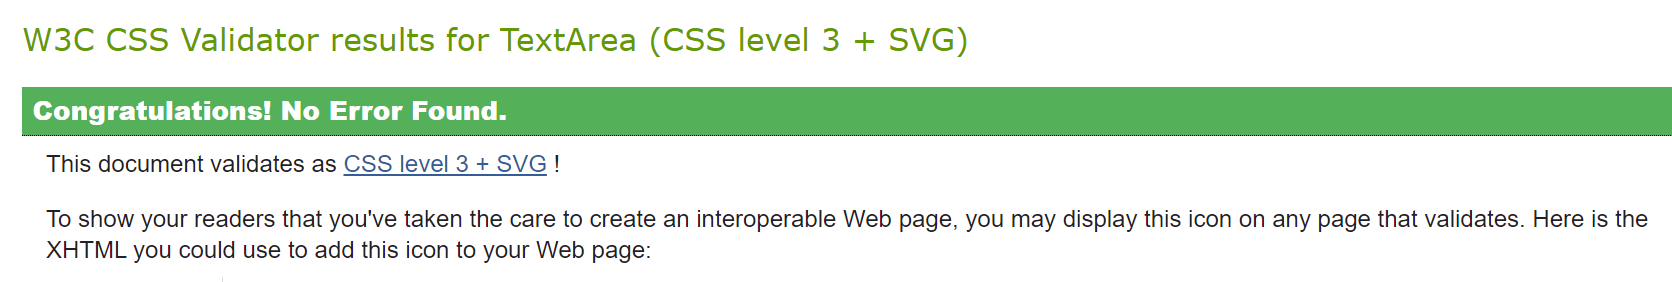 W3C CSS Validator results for TextArea (CSS level 3 + SVG)
Congratulations! No Error Found.
This document validates as CSS level 3 + SVG !
To show your readers that you've taken the care to create an interoperable Web page, you may display this icon on any page that validates. Here is the
XHTML you could use to add this icon to your Web page: